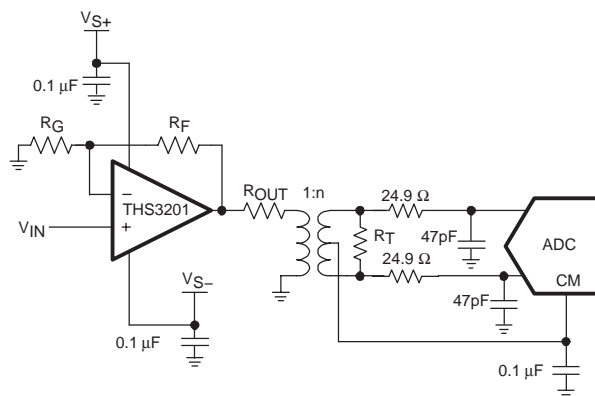 VS+
0.1 μF
RG
RF
THS3201
−
+
VIN
ROUT
1:n
RT
24.9 Ω
24.9 Ω
47pF
47pF
ADC
CM
VS−
0.1 μF
0.1 μF